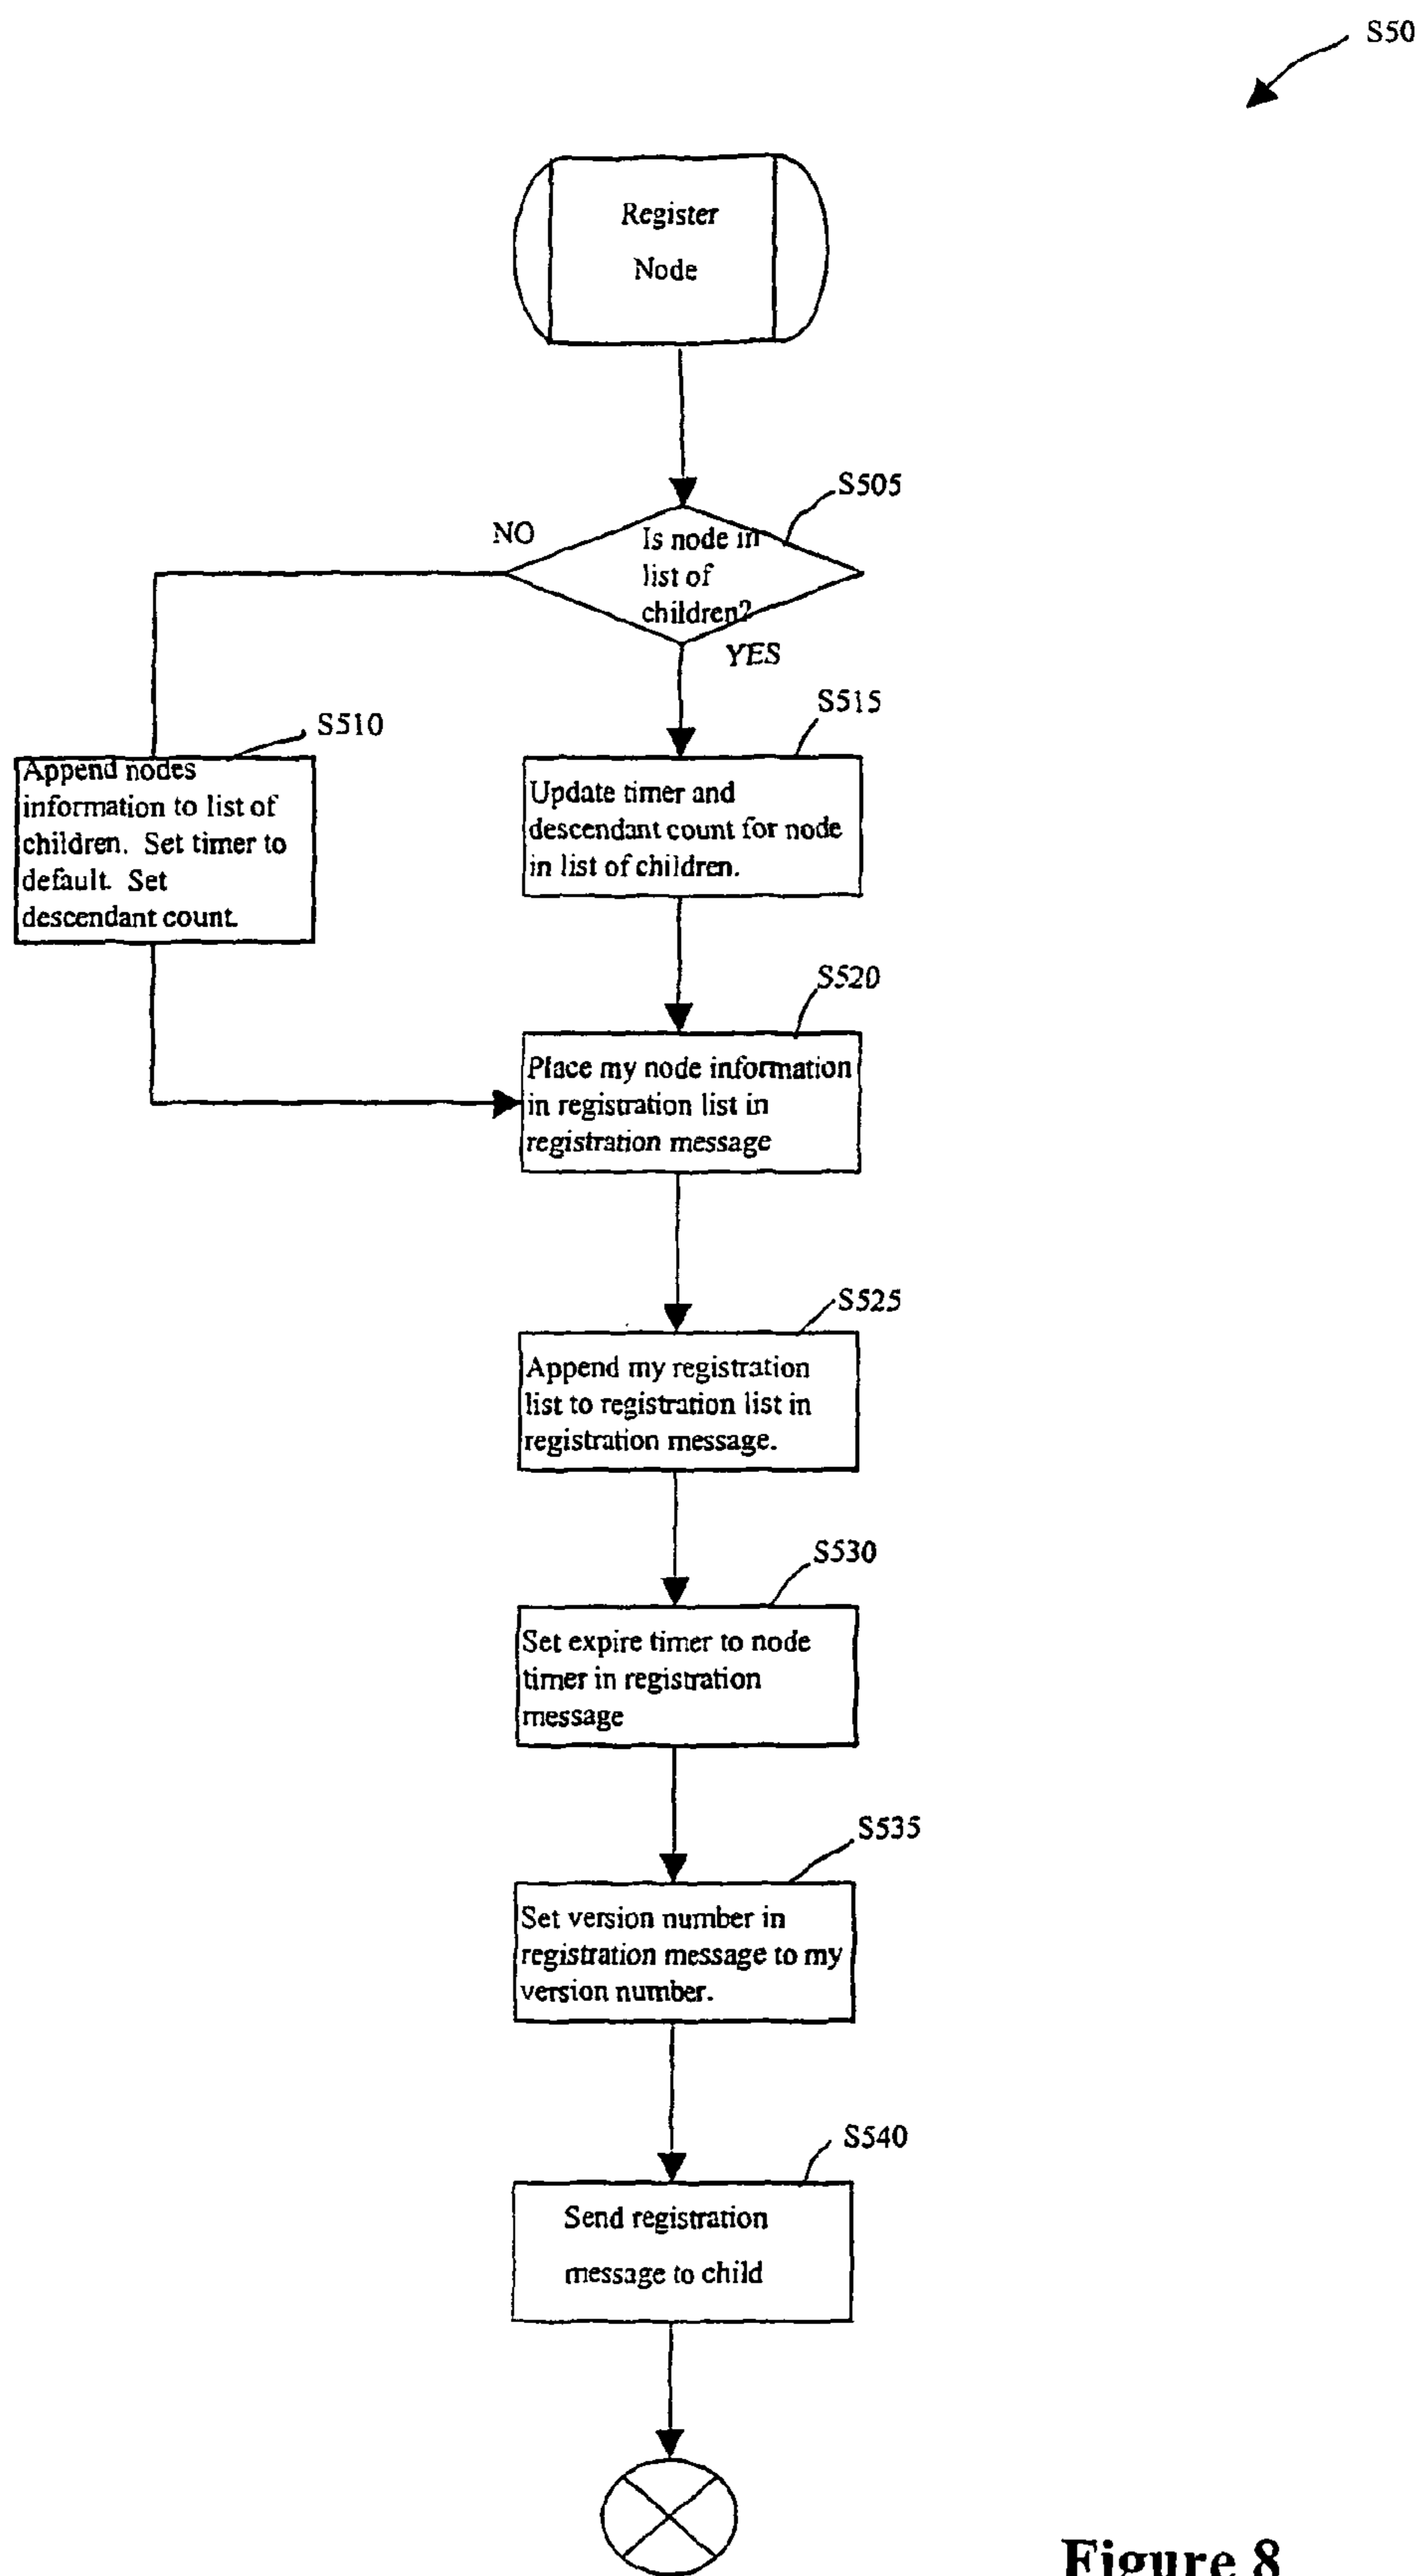 S50
Register
Node
S505
NO
Is node in
list of
children?
YES
S515
S510
Append nodes
information to list of
children. Set timer to
default. Set
descendant count.
Update timer and
descendant count for node
in list of children.
S520
Place my node information
in registration list in
registration message
S525
Append my registration
list to registration list in
registration message.
S530
Set expire timer to node
timer in registration
message
S535
Set version number in
registration message to my
version number.
S540
Send registration
message to child
Figure 8